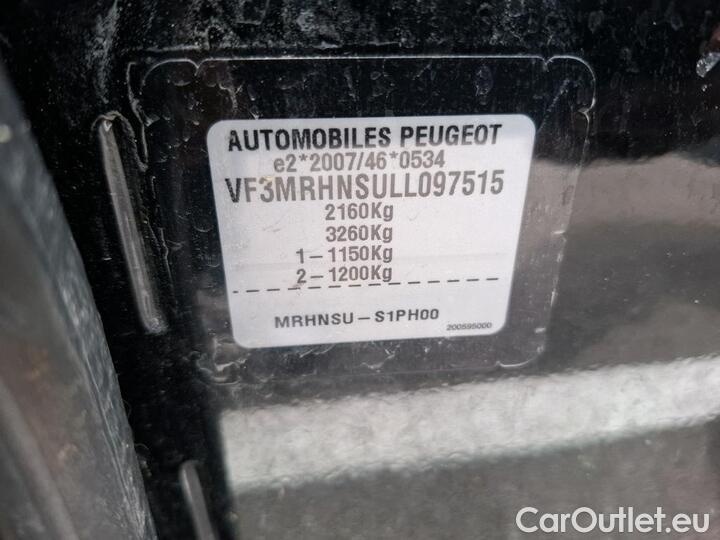 AUTOMOBILES PEUGEOT
e2*2007/46*0534
VF3MRHNSULL097515
2160Kg
3260Kg
1-1150Kg
2-1200Kg
MRHNSU-S1PH00
200595000
CarOutlet.eu